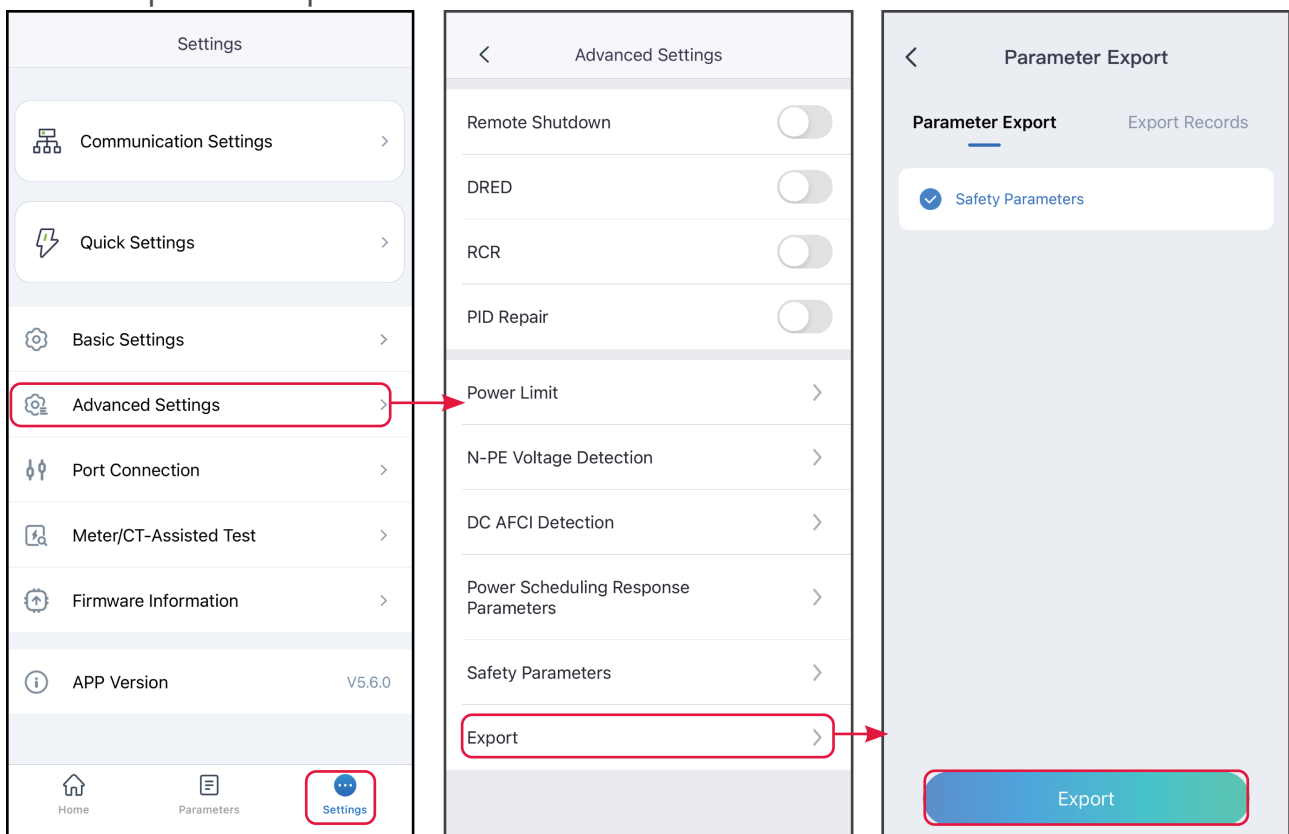 Settings
Communication Settings
Quick Settings
Basic Settings
Advanced Settings
Port Connection
Meter/CT-Assisted Test
Firmware Information
APP Version V5.6.0
Home Parameters Settings
Advanced Settings
Remote Shutdown
DRED
RCR
PID Repair
Power Limit
N-PE Voltage Detection
DC AFCI Detection
Power Scheduling Response
Parameters
Safety Parameters
Export
Parameter Export
Parameter Export Export Records
Safety Parameters
Export